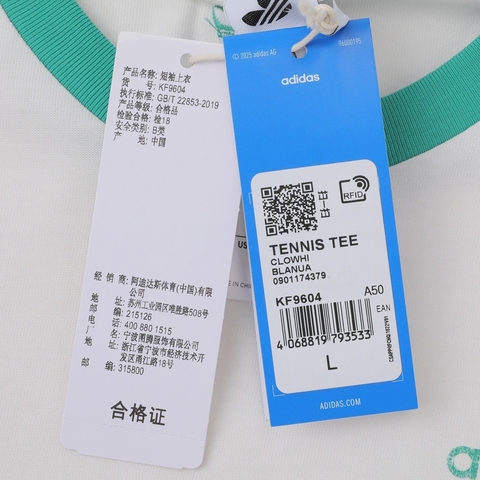 产品名称: 短袖上衣
货 号: KF9604
执行标准: GB/T 22853-2019
产品等级: 合格品
检验合格: 检18
安全类别: B类
产 地: 中国
经 销 商: 阿迪达斯体育(中国)有限公司
地 址: 苏州工业园区唯胜路508号
邮 编: 215126
电 话: 400 880 1515
厂 名: 宁波图腾服饰有限公司
地 址: 浙江省宁波市经济技术开发区甬江路18号
邮 编: 315800
合格证
© 2025 adidas AG
96000195
adidas
RFID
TENNIS TEE
CLOWHI
BLANUA
0901174379
KF9604
A50
EAN
4 068819 793533
L
ADIDAS.COM
US